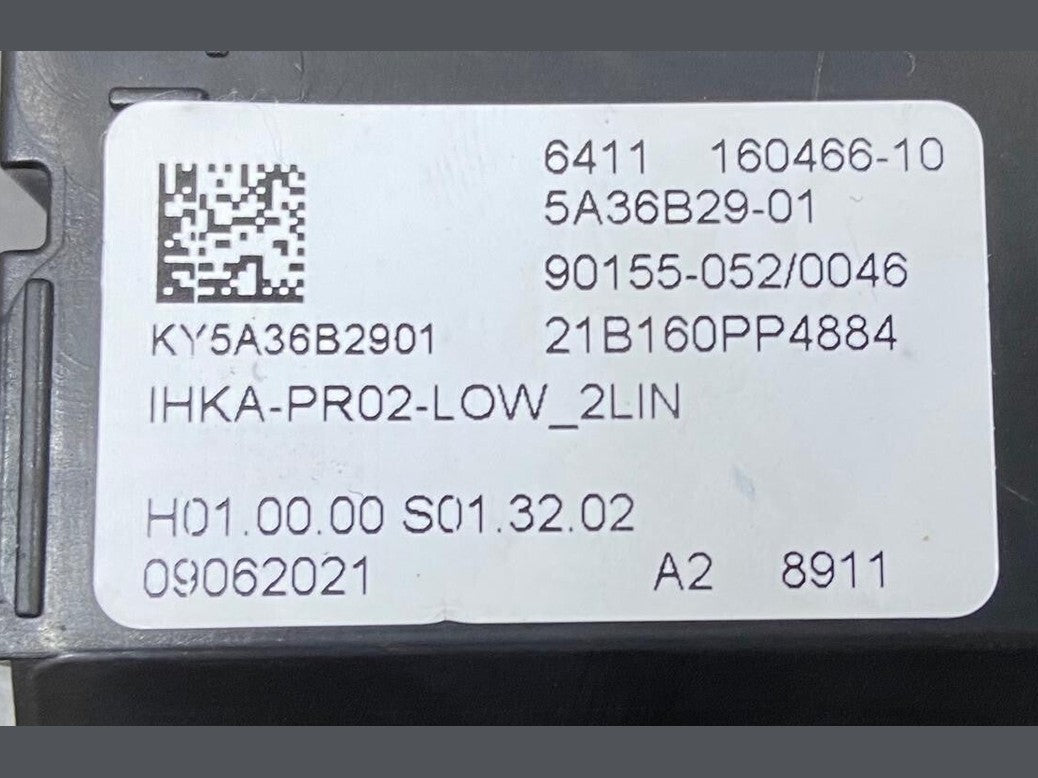 6411 160466-10
5A36B29-01
90155-052/0046
KY5A36B2901 21B160PP4884
IHKA-PR02-LOW_2LIN
H01.00.00 S01.32.02
09062021 A2 8911